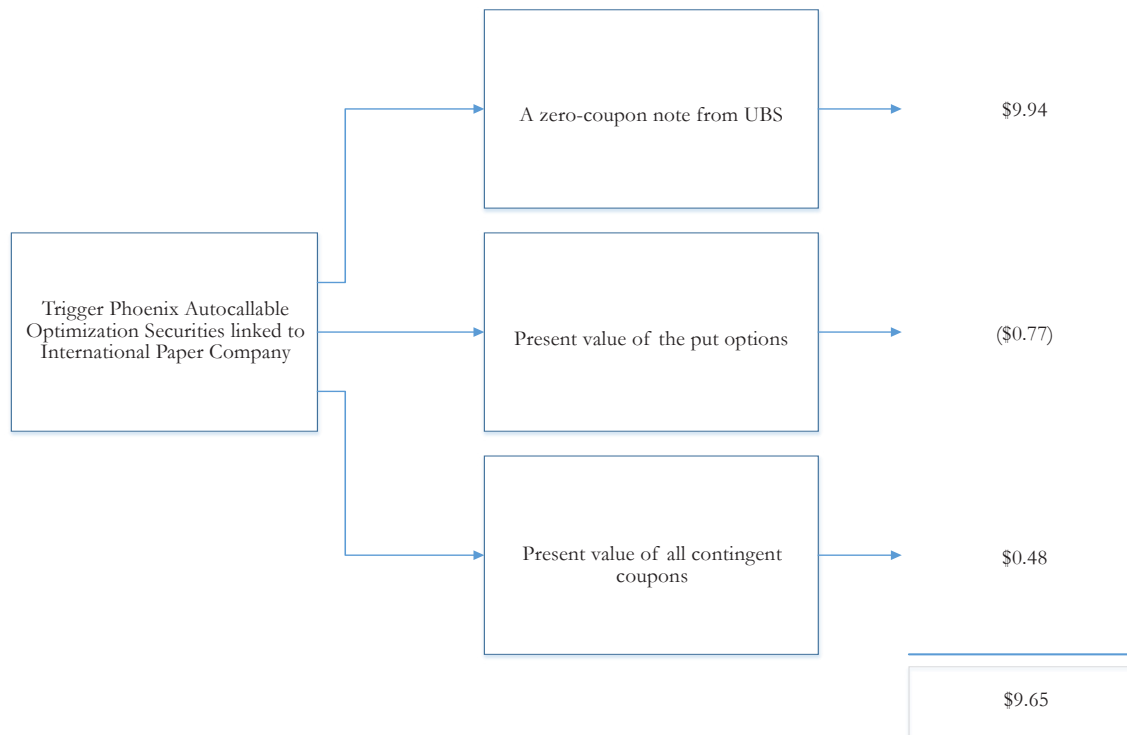 A zero-coupon note from UBS
$9.94
Trigger Phoenix Autocallable
Optimization Securities linked to
International Paper Company
Present value of the put options
($0.77)
Present value of all contingent
coupons
$0.48
$9.65